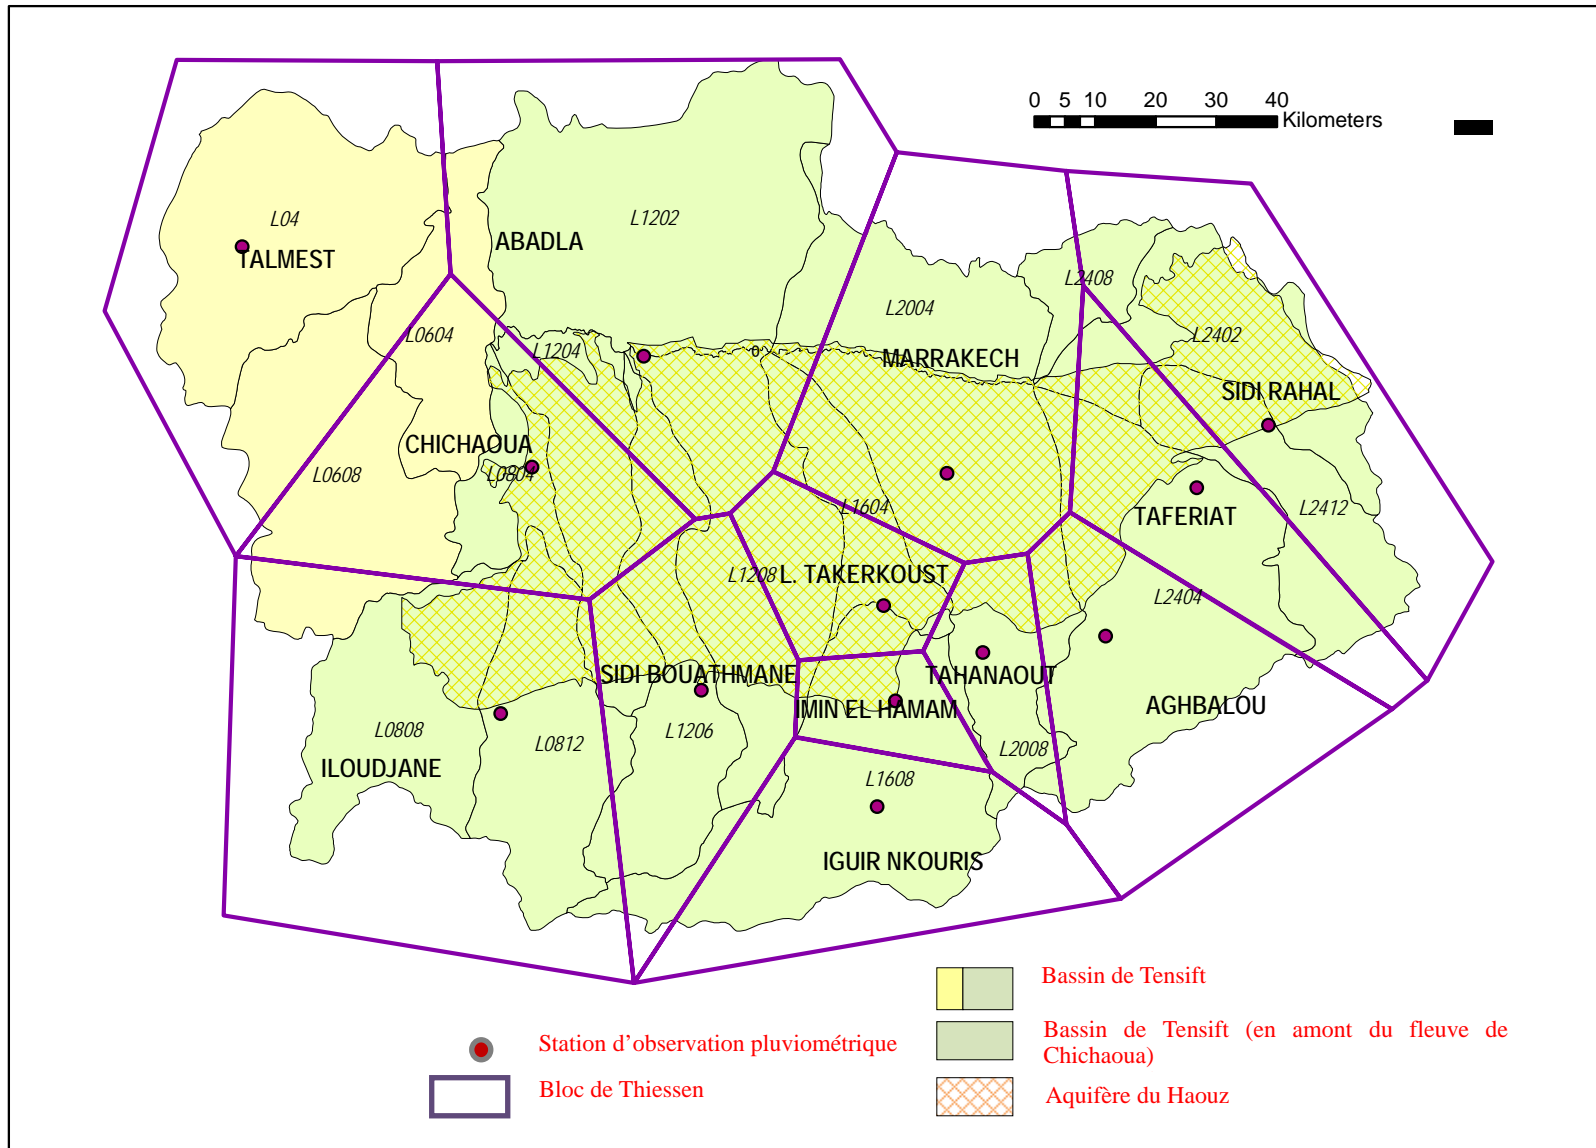 0 5 10 20 30 40
Kilometers
L04
TALMEST
L1202
ABADLA
L2408
L2004
L2402
L0604
L1204
0
MARRAKECH
SIDI RAHAL
CHICHAOUA
L0804
L0608
L1604
L2412
TAFERIAT
L1208
L. TAKERKOUST
L2404
SIDI BOUATHMANE
TAHANAOUT
IMIN EL HAMAM
AGHBALOU
L0808
L0812
L1206
L2008
ILOUDJANE
L1608
IGUIR NKOURIS
Bassin de Tensift
Station d’observation pluviométrique
Bassin de Tensift (en amont du fleuve de
Chichaoua)
Bloc de Thiessen
Aquifère du Haouz